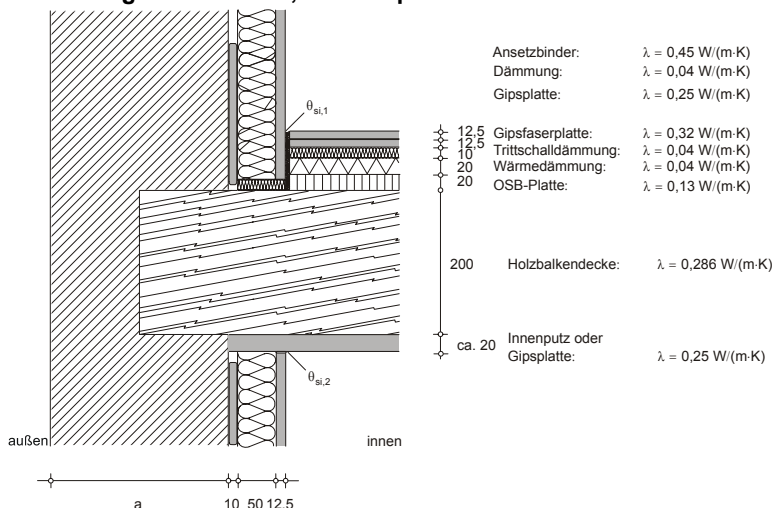 Ansetzbinder: λ = 0,45 W/(m·K)
Dämmung: λ = 0,04 W/(m·K)
Gipsplatte: λ = 0,25 W/(m·K)
θsi,1
12,5 Gipsfaserplatte: λ = 0,32 W/(m·K)
12,5
10 Trittschalldämmung: λ = 0,04 W/(m·K)
20 Wärmedämmung: λ = 0,04 W/(m·K)
20 OSB-Platte: λ = 0,13 W/(m·K)
200 Holzbalkendecke: λ = 0,286 W/(m·K)
ca. 20 Innenputz oder
Gipsplatte: λ = 0,25 W/(m·K)
θsi,2
außen innen
a 10 50 12,5